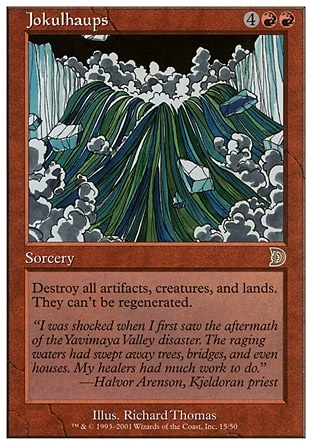 Jokulhaups 4
Sorcery
Destroy all artifacts, creatures, and lands.
They can't be regenerated.
"I was shocked when I first saw the aftermath
of the Yavimaya Valley disaster. The raging
waters had swept away trees, bridges, and even
houses. My healers had much work to do."
—Halvor Arenson, Kjeldoran priest
Illus. Richard Thomas
™ & © 1993–2001 Wizards of the Coast, Inc. 15/50